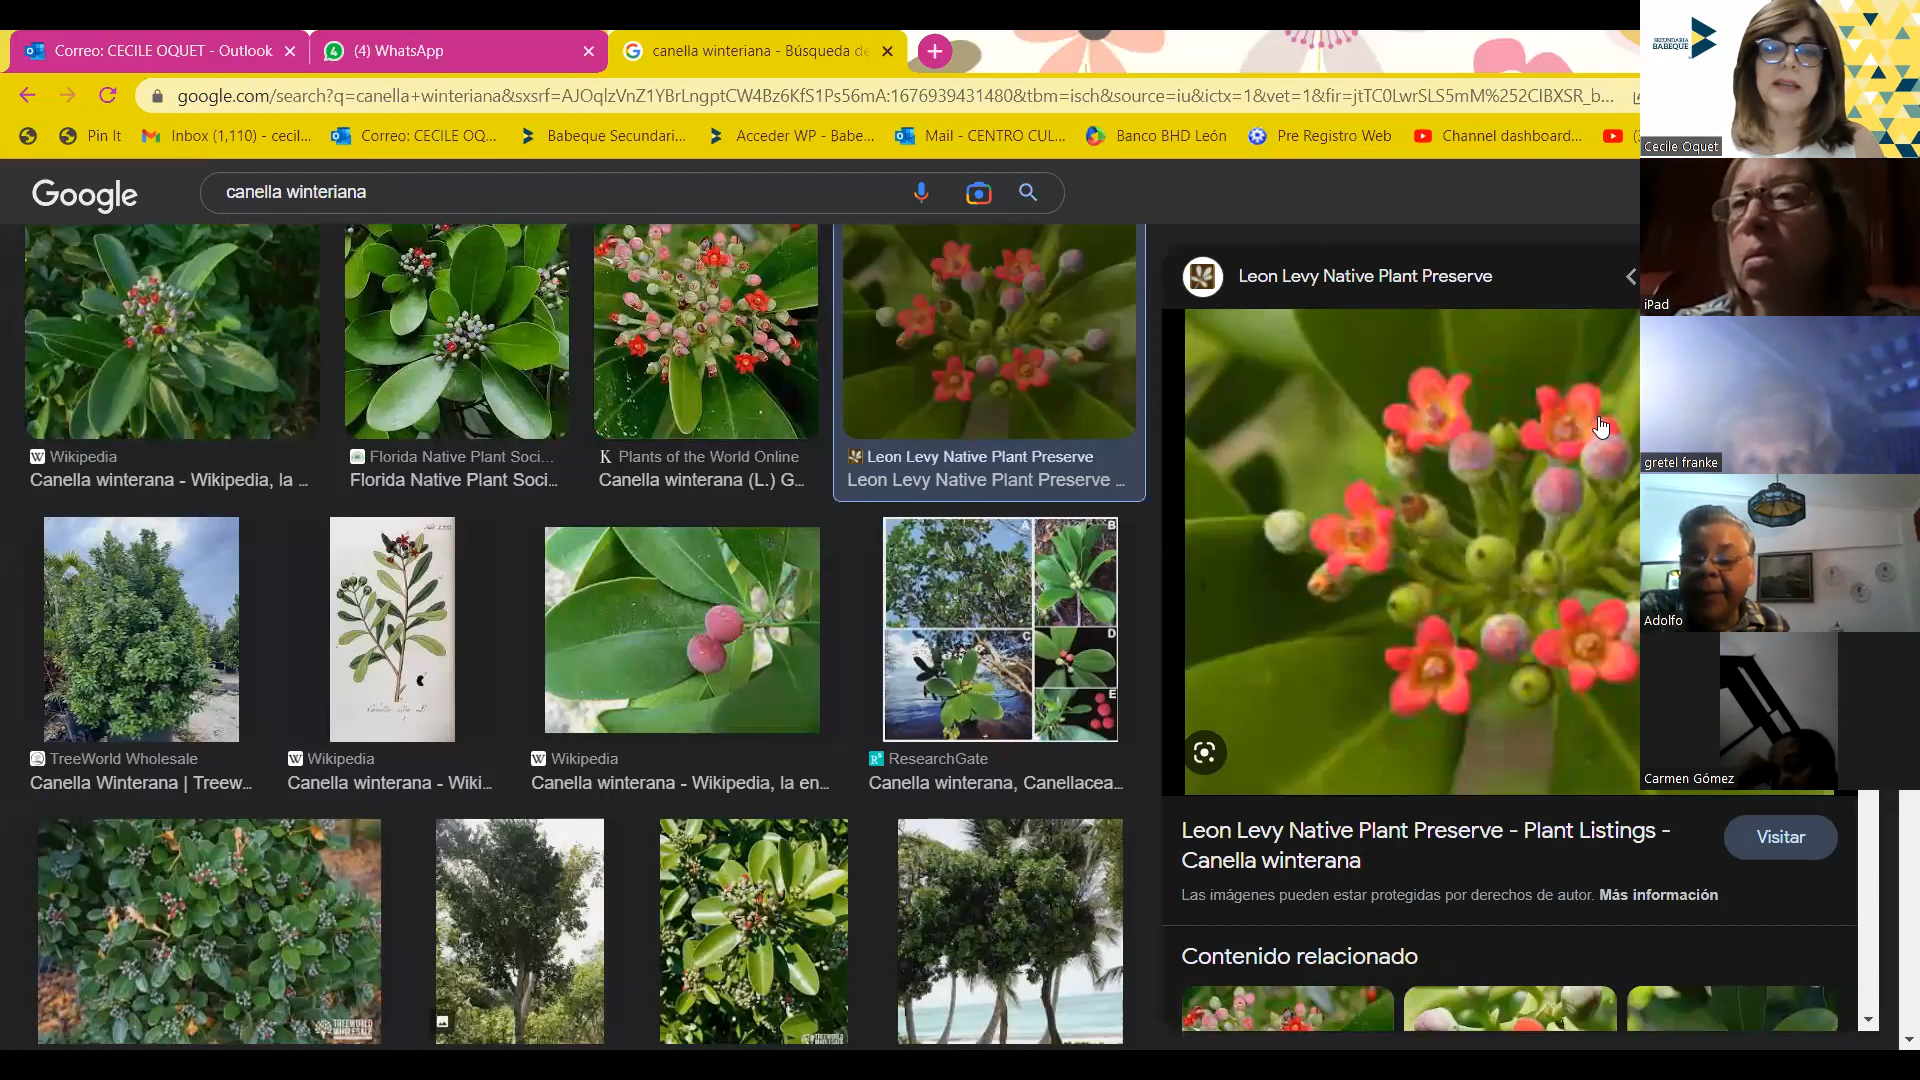 Correo: CECILE OQUET - Outlook
(4) WhatsApp
canella winteriana - Búsqueda de
google.com/search?q=canella+winteriana&sxsrf=AJOqlzVnZ1YBrLngptCW4Bz6KfS1Ps56mA:1676939431480&tbm=isch&source=iu&ictx=1&vet=1&fir=jtTC0LwrSLS5mM%252CIBXSR_b...
Pin It
Inbox (1,110) - cecil...
Correo: CECILE OQ...
Babeque Secundari...
Acceder WP - Babe...
Mail - CENTRO CUL...
Banco BHD León
Pre Registro Web
Channel dashboard...
SECUNDARIA
BABEQUE
Cecile Oquet
Google
canella winteriana
iPad
Leon Levy Native Plant Preserve
gretel franke
Wikipedia
Canella winterana - Wikipedia, la ...
Florida Native Plant Soci...
Florida Native Plant Soci...
K Plants of the World Online
Canella winterana (L.) G...
Leon Levy Native Plant Preserve
Leon Levy Native Plant Preserve ...
Adolfo
A
B
C
D
E
TreeWorld Wholesale
Canella Winterana | Treew...
Wikipedia
Canella winterana - Wiki...
Wikipedia
Canella winterana - Wikipedia, la en...
ResearchGate
Canella winterana, Canellacea...
Carmen Gómez
Leon Levy Native Plant Preserve - Plant Listings -
Canella winterana
Visitar
Las imágenes pueden estar protegidas por derechos de autor. Más información
Contenido relacionado
TREEWORLD
WHOLESALE